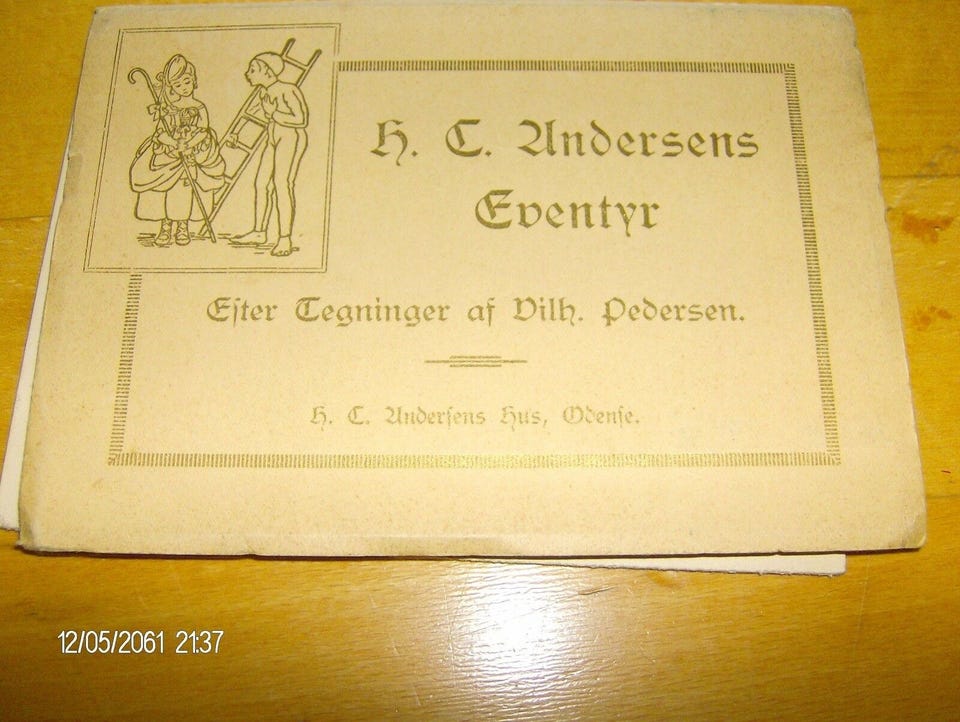 H. C. Andersens
Eventyr
Efter Tegninger af Vilh. Pedersen.
H. C. Andersens Hus, Odense.
12/05/2061 21:37